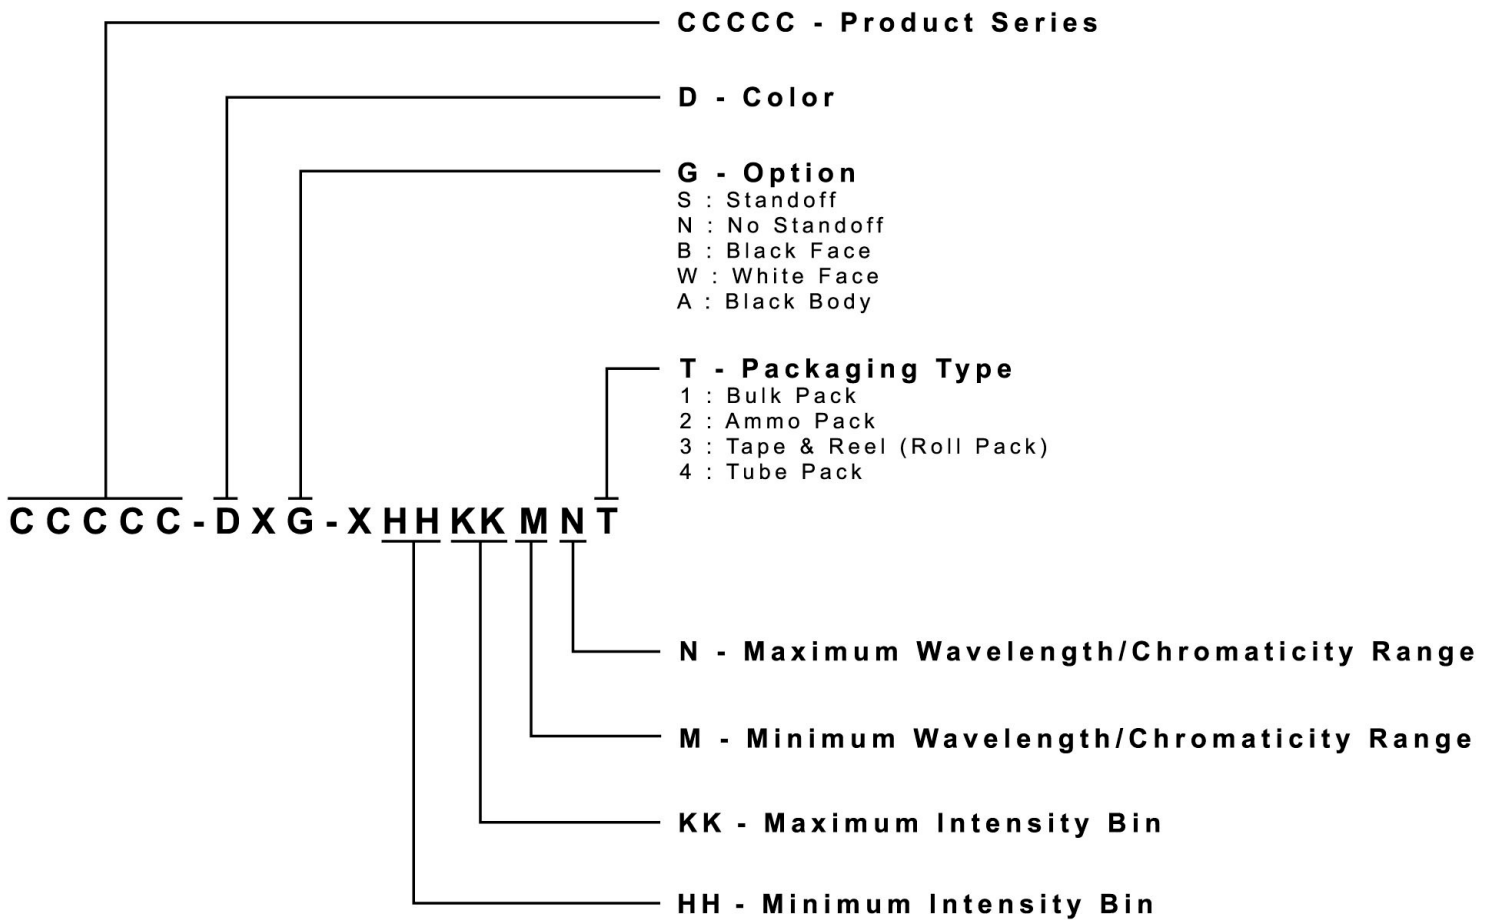 CCCCC - Product Series
D - Color
G - Option
S : Standoff
N : No Standoff
B : Black Face
W : White Face
A : Black Body
T - Packaging Type
1 : Bulk Pack
2 : Ammo Pack
3 : Tape & Reel (Roll Pack)
4 : Tube Pack
CCCCC-DXG-XHHKKMNT
N - Maximum Wavelength/Chromaticity Range
M - Minimum Wavelength/Chromaticity Range
KK - Maximum Intensity Bin
HH - Minimum Intensity Bin